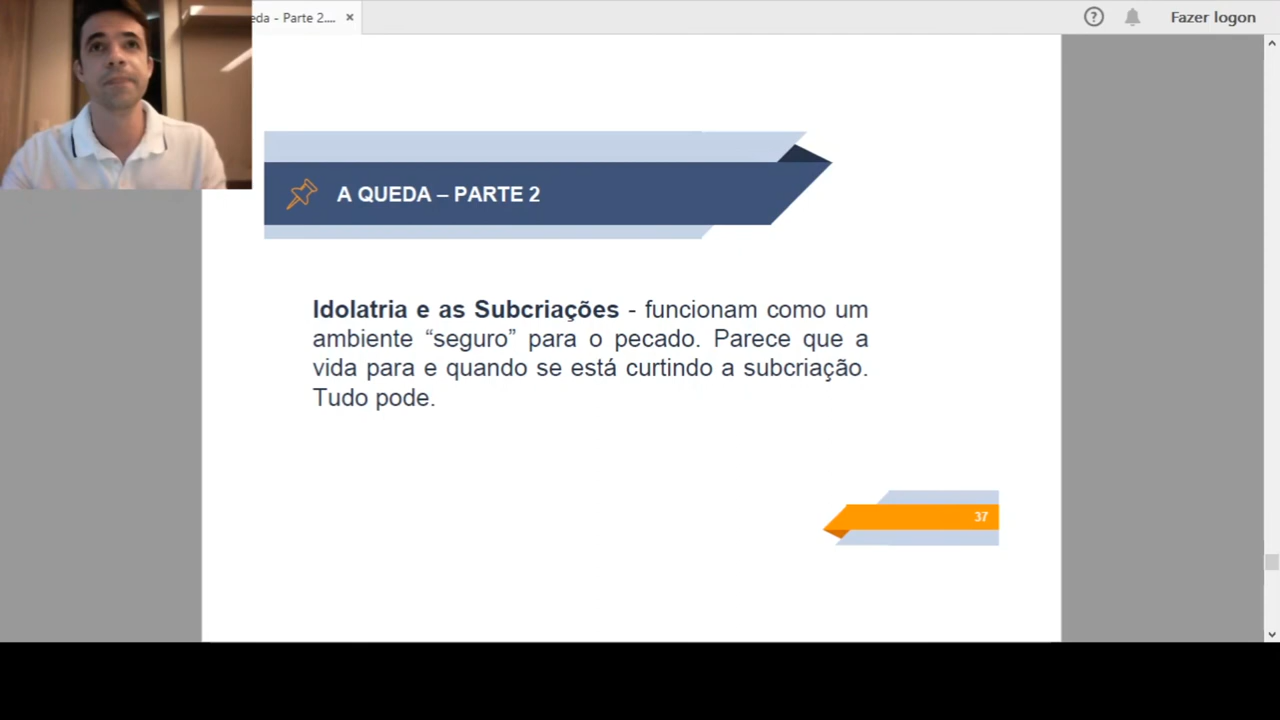 eda - Parte 2....
Fazer logon
A QUEDA – PARTE 2
Idolatria e as Subcriações - funcionam como um
ambiente “seguro” para o pecado. Parece que a
vida para e quando se está curtindo a subcriação.
Tudo pode.
37